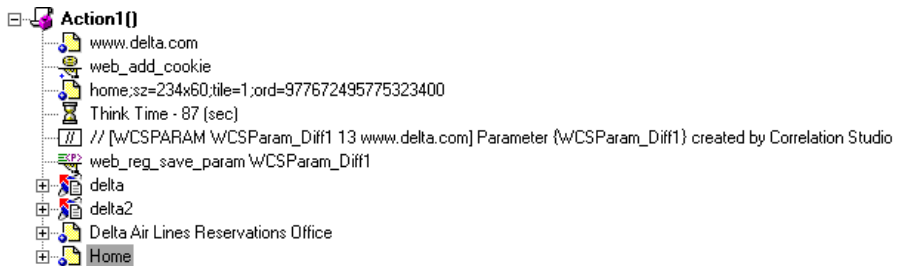 Action1()
www.delta.com
web_add_cookie
home;sz=234x60;tile=1;ord=977672495775323400
Think Time - 87 (sec)
// // [WCSPARAM WCSParam_Diff1 13 www.delta.com] Parameter {WCSParam_Diff1} created by Correlation Studio
web_reg_save_param WCSParam_Diff1
delta
delta2
Delta Air Lines Reservations Office
Home